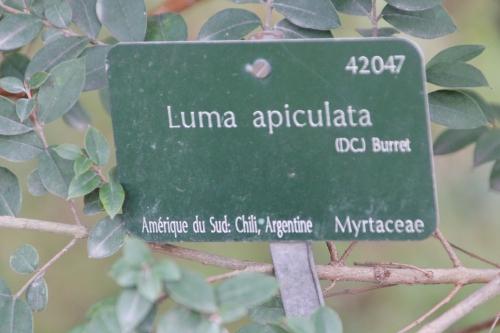 42047
Luma apiculata
(DC.) Burret
Amérique du Sud: Chili, Argentine Myrtaceae